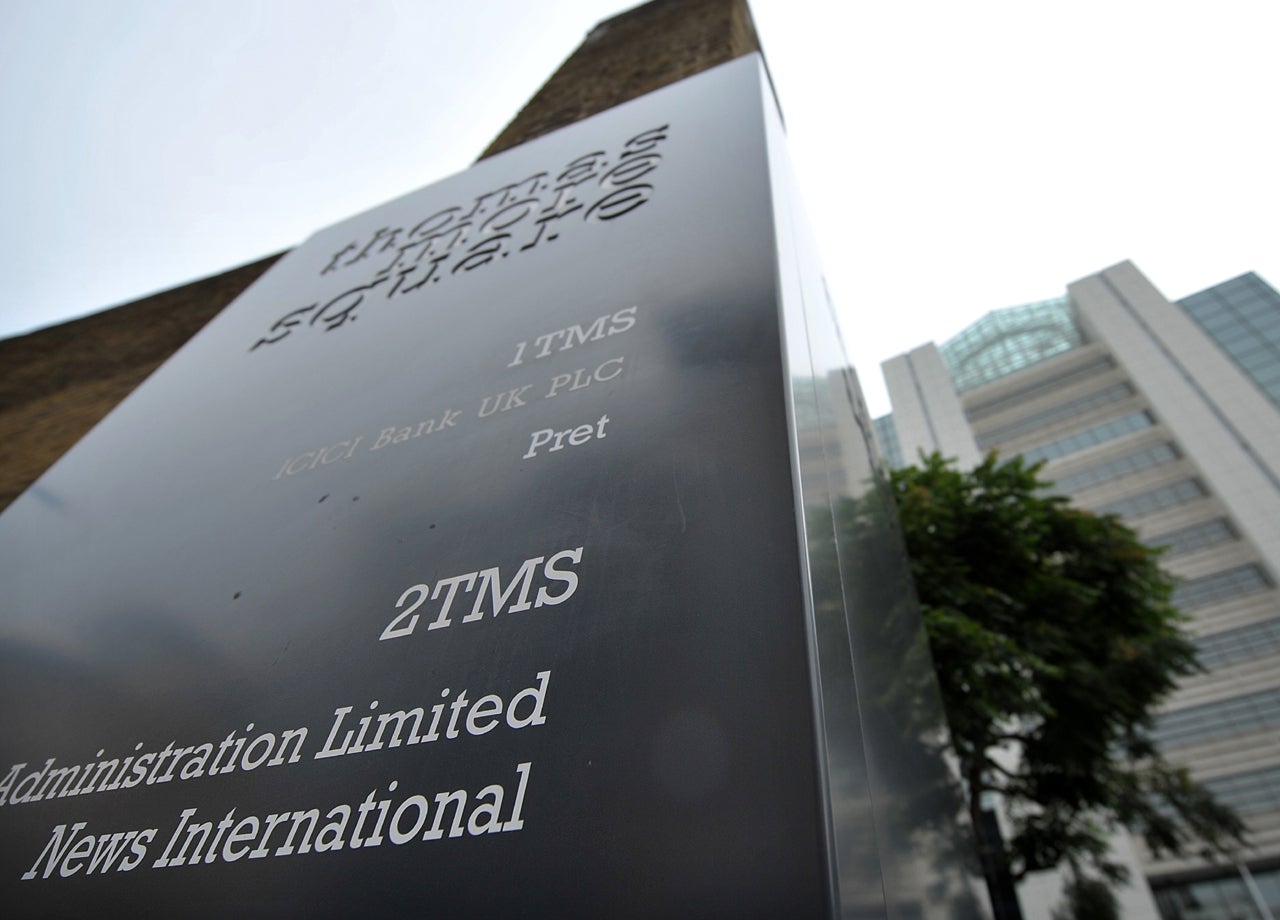 thomas
more
square
1TMS
ICICI Bank UK PLC
Pret
2TMS
Administration Limited
News International